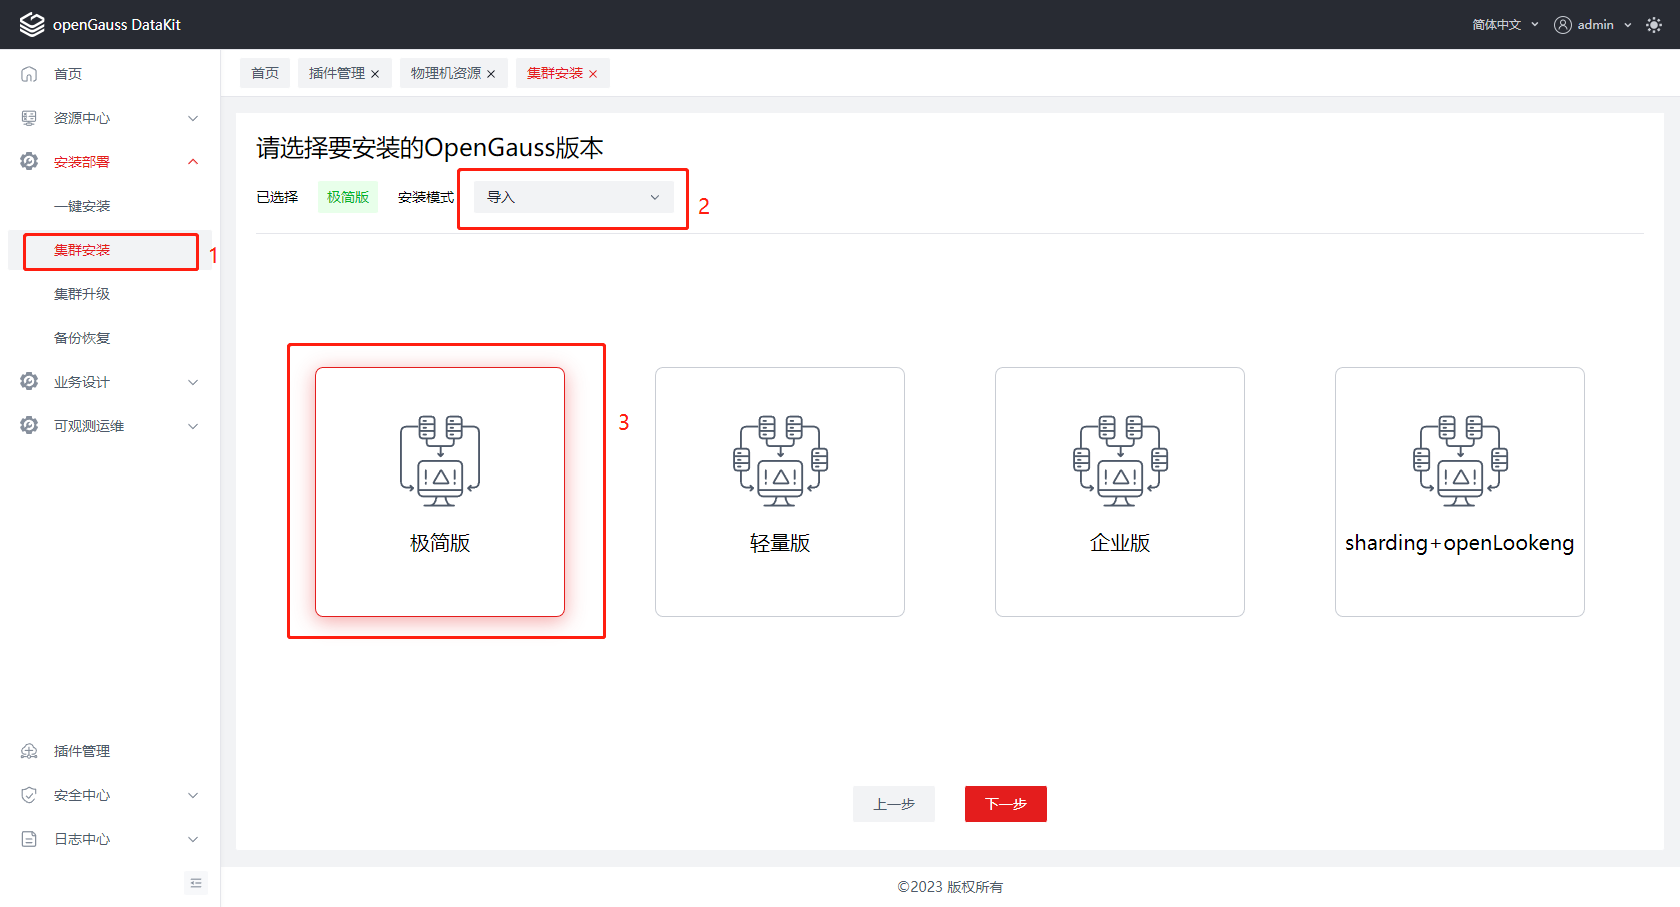 openGauss DataKit
简体中文
admin
首页
资源中心
安装部署
一键安装
集群安装
1
集群升级
备份恢复
业务设计
可观测运维
插件管理
安全中心
日志中心
首页
插件管理 ×
物理机资源 ×
集群安装 ×
请选择要安装的OpenGauss版本
已选择
极简版
安装模式
导入
2
极简版
3
轻量版
企业版
sharding+openLookeng
上一步
下一步
©2023 版权所有